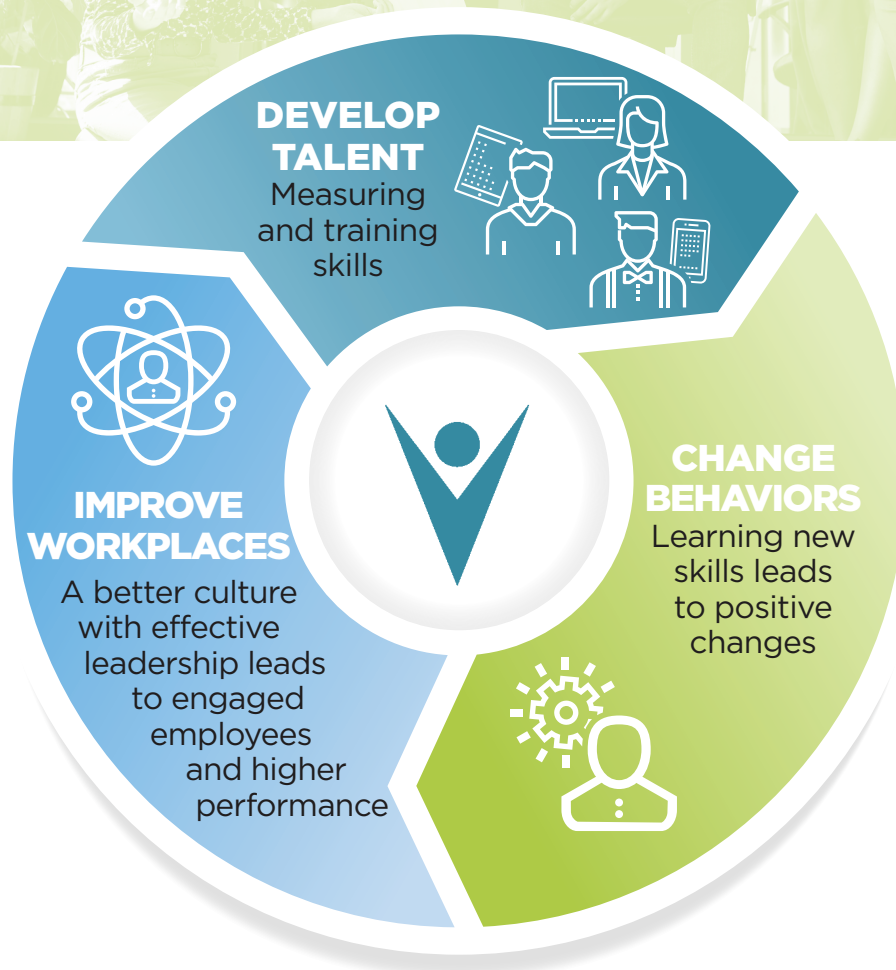 DEVELOP
TALENT
Measuring
and training
skills
CHANGE
BEHAVIORS
Learning new
skills leads
to positive
changes
IMPROVE
WORKPLACES
A better culture
with effective
leadership leads
to engaged
employees
and higher
performance